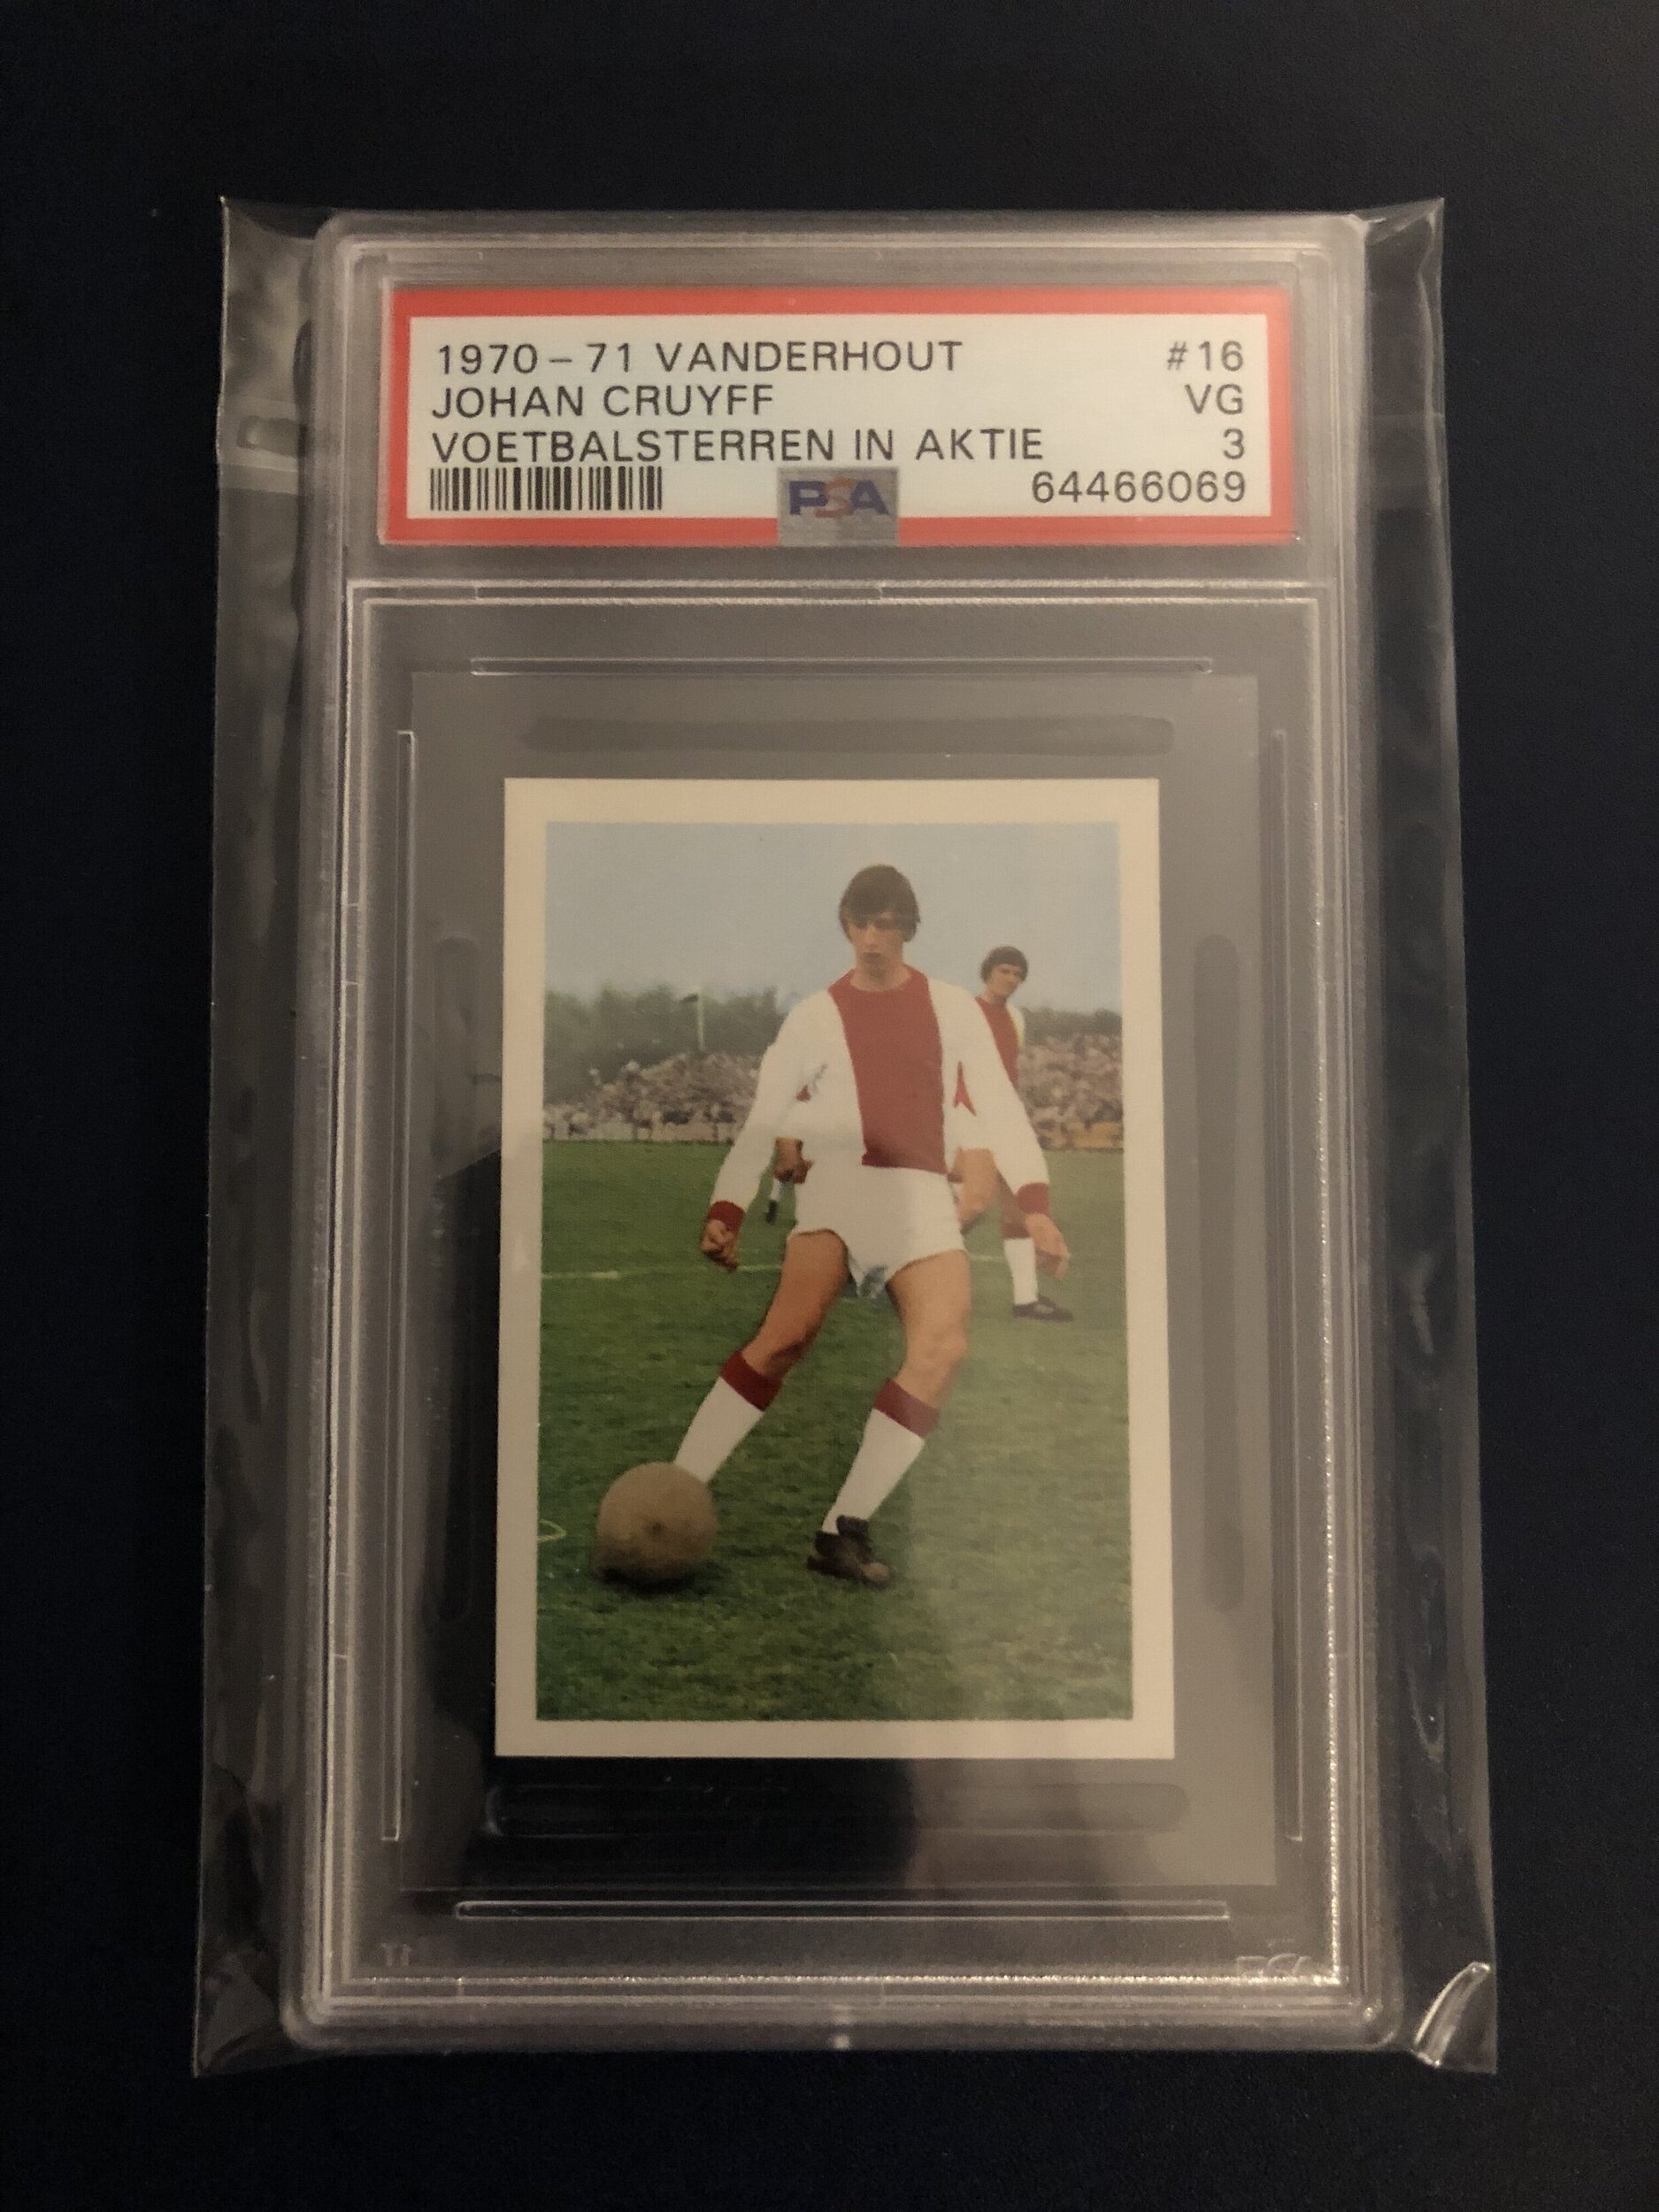 1970-71 VANDERHOUT #16
JOHAN CRUYFF VG
VOETBALSTERREN IN AKTIE 3
PSA 64466069